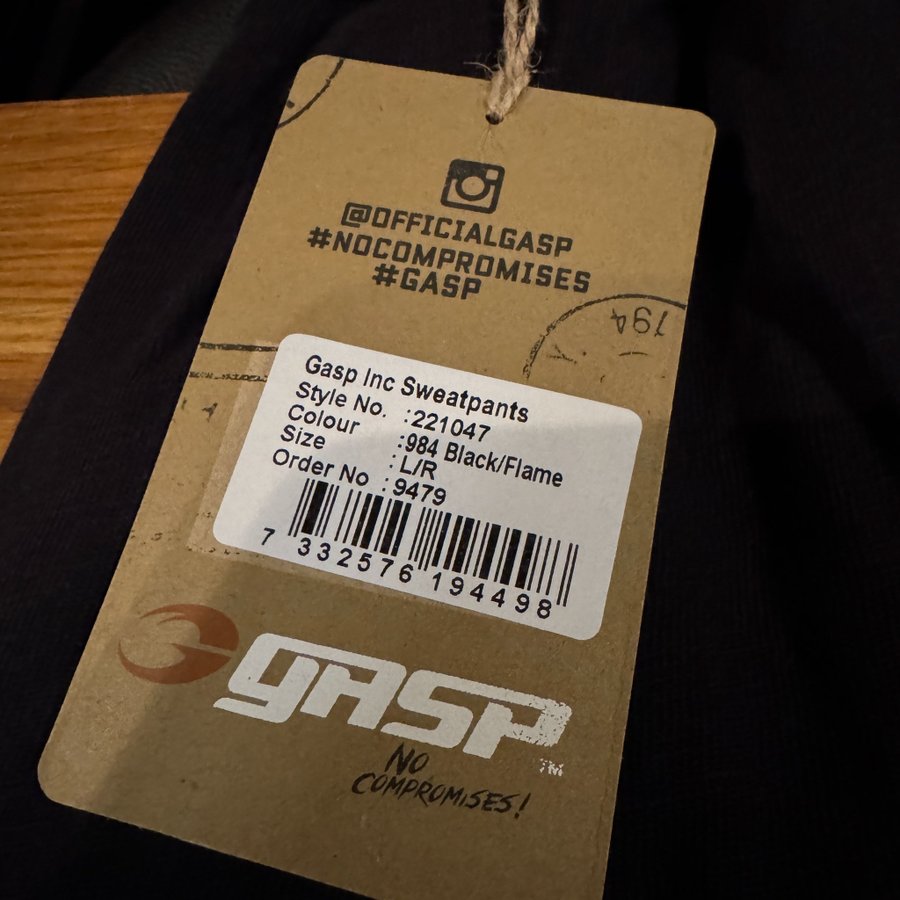 @OFFICIALGASP
#NOCOMPROMISES
#GASP
794
Gasp Inc Sweatpants
Style No. :221047
Colour :984 Black/Flame
Size : L/R
Order No :9479
7 332576 194498
GASP
TM
NO
COMPROMISES!